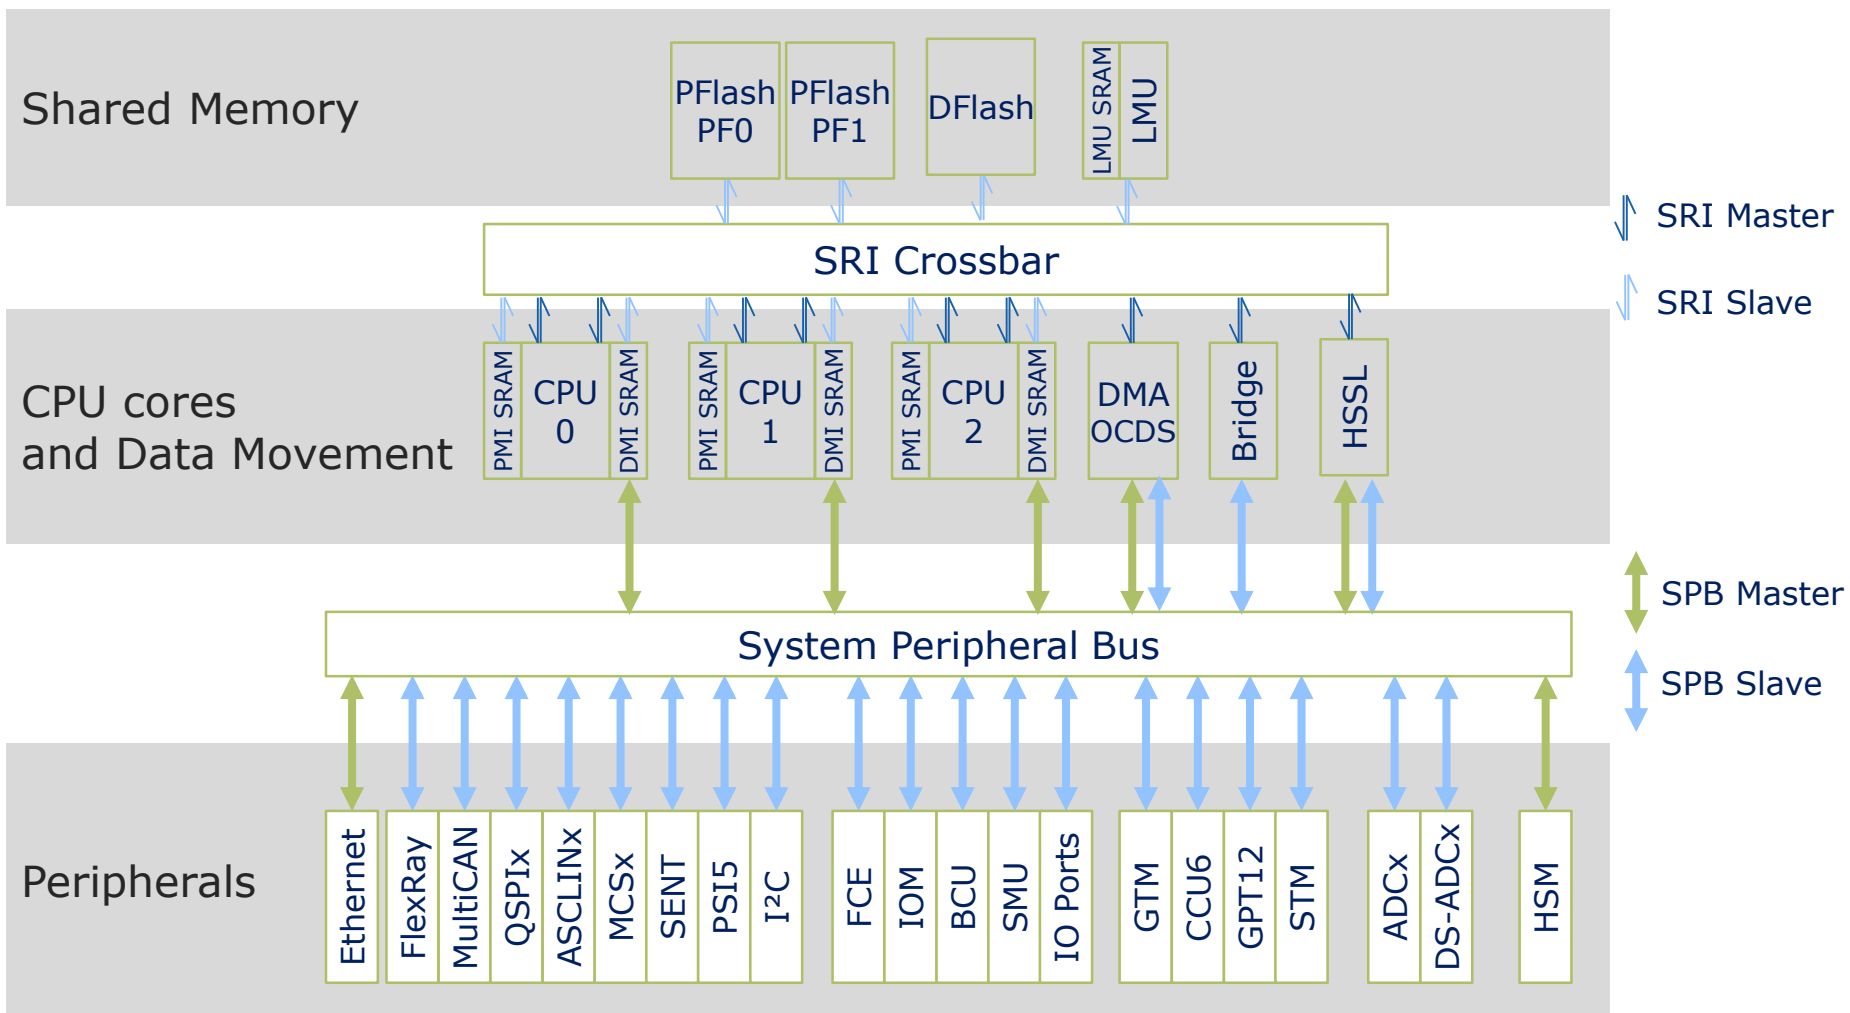 Shared Memory
PFlash
PF0
PFlash
PF1
DFlash
LMU SRAM
LMU
SRI Master
SRI Crossbar
SRI Slave
CPU cores
and Data Movement
PMI SRAM
CPU
0
DMI SRAM
PMI SRAM
CPU
1
DMI SRAM
PMI SRAM
CPU
2
DMI SRAM
DMA
OCDS
Bridge
HSSL
SPB Master
System Peripheral Bus
SPB Slave
Peripherals
Ethernet
FlexRay
MultiCAN
QSPIx
ASCLINx
MCSx
SENT
PSI5
I²C
FCE
IOM
BCU
SMU
IO Ports
GTM
CCU6
GPT12
STM
ADCx
DS-ADCx
HSM